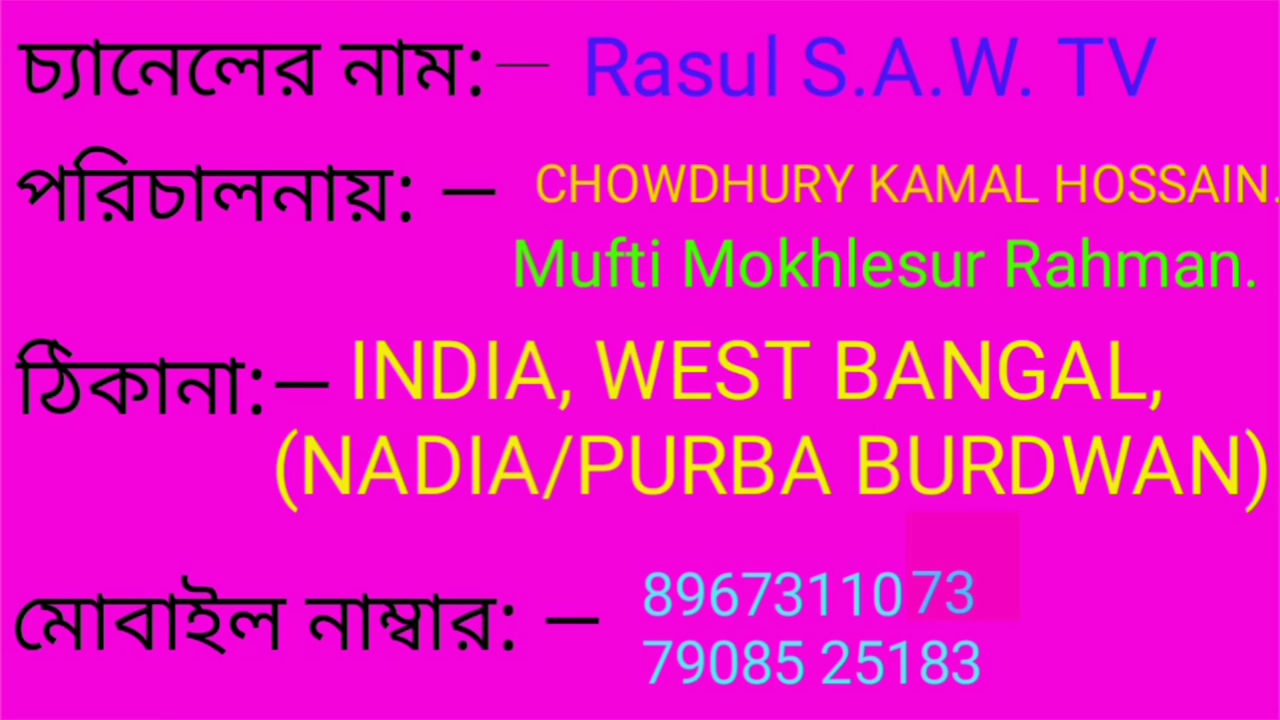 চ্যানেলের নাম:— Rasul S.A.W. TV
পরিচালনায়: – CHOWDHURY KAMAL HOSSAIN.
Mufti Mokhlesur Rahman.
ঠিকানা:– INDIA, WEST BANGAL,
(NADIA/PURBA BURDWAN)
মোবাইল নাম্বার: – 8967311073
79085 25183